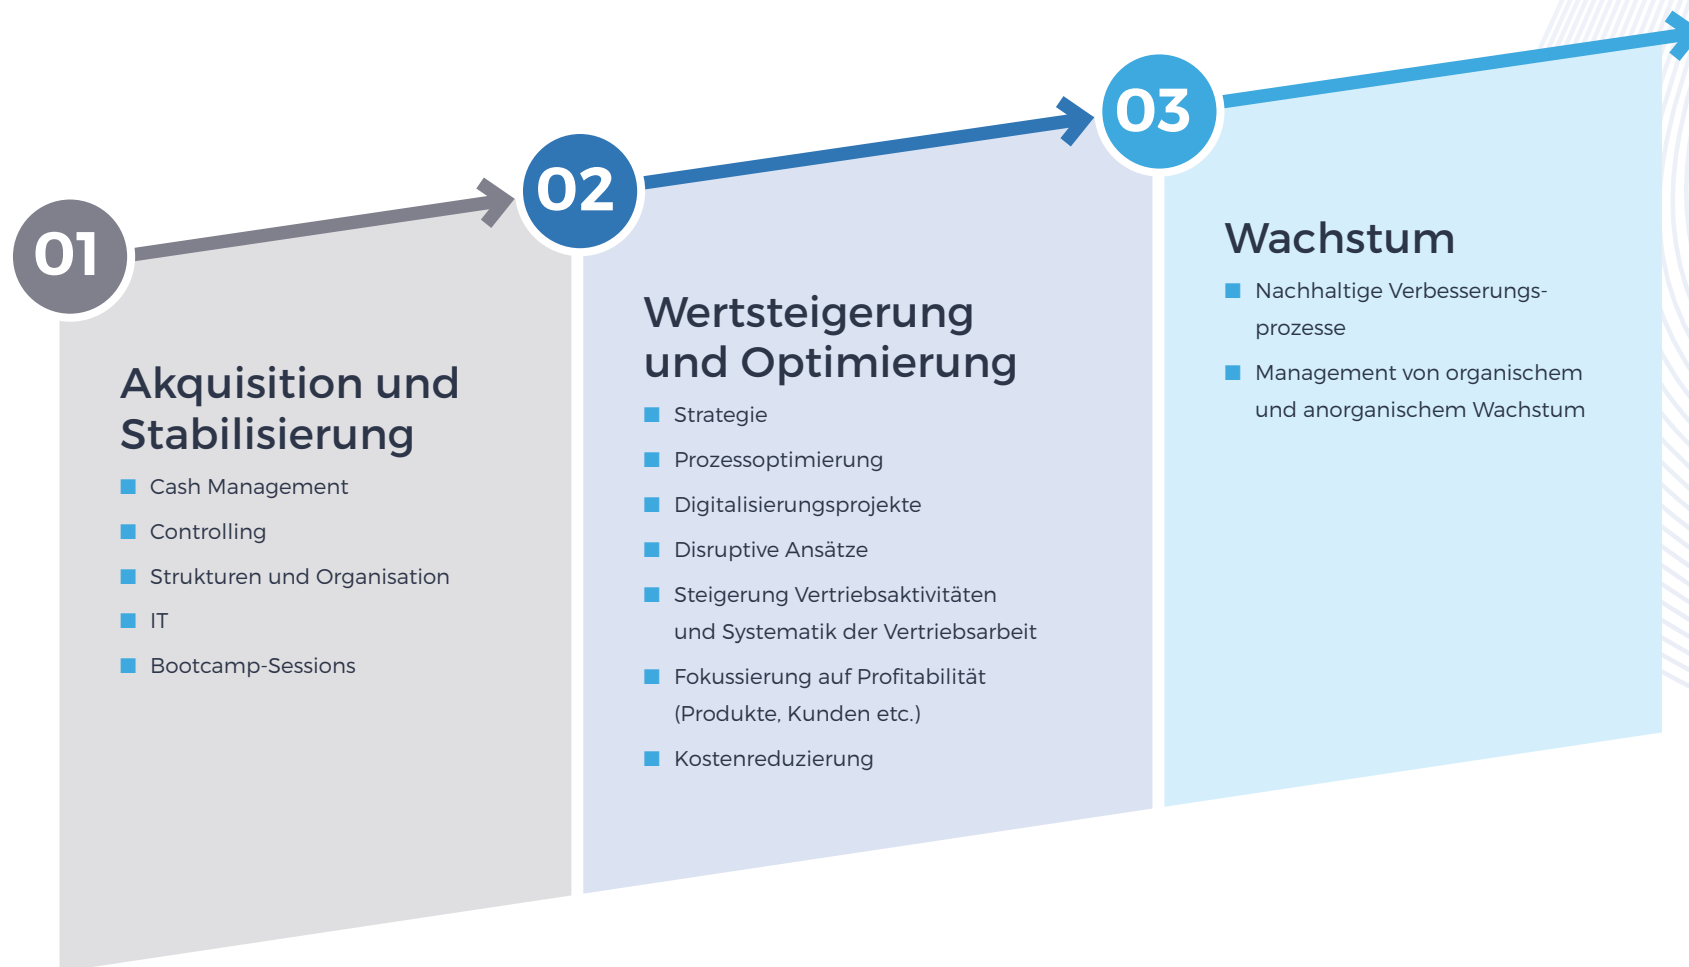 01
Akquisition und
Stabilisierung
Cash Management
Controlling
Strukturen und Organisation
IT
Bootcamp-Sessions
02
Wertsteigerung
und Optimierung
Strategie
Prozessoptimierung
Digitalisierungsprojekte
Disruptive Ansätze
Steigerung Vertriebsaktivitäten
und Systematik der Vertriebsarbeit
Fokussierung auf Profitabilität
(Produkte, Kunden etc.)
Kostenreduzierung
03
Wachstum
Nachhaltige Verbesserungs-
prozesse
Management von organischem
und anorganischem Wachstum